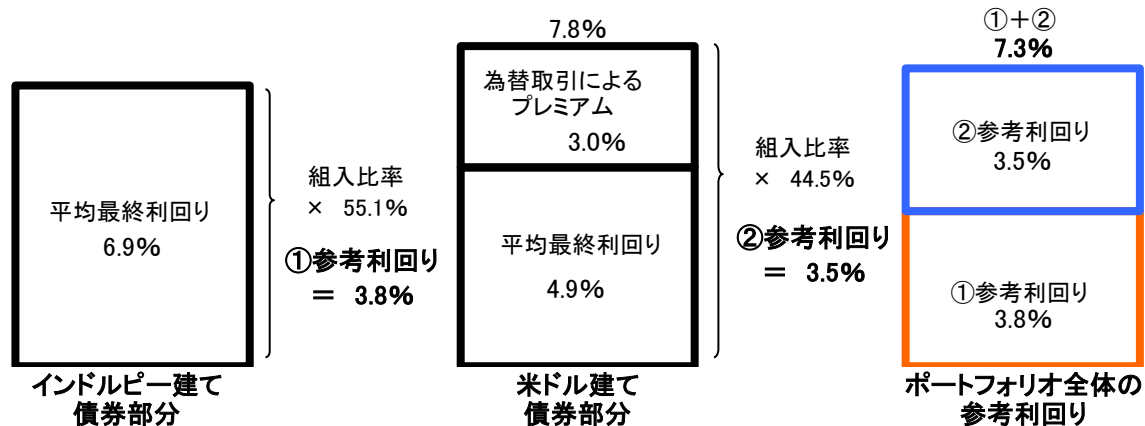 平均最終利回り
6.9%
インドルピー建て
債券部分
組入比率
× 55.1%
①参考利回り
＝ 3.8%
7.8%
為替取引による
プレミアム
3.0%
平均最終利回り
4.9%
米ドル建て
債券部分
組入比率
× 44.5%
②参考利回り
＝ 3.5%
①＋②
7.3%
②参考利回り
3.5%
①参考利回り
3.8%
ポートフォリオ全体の
参考利回り